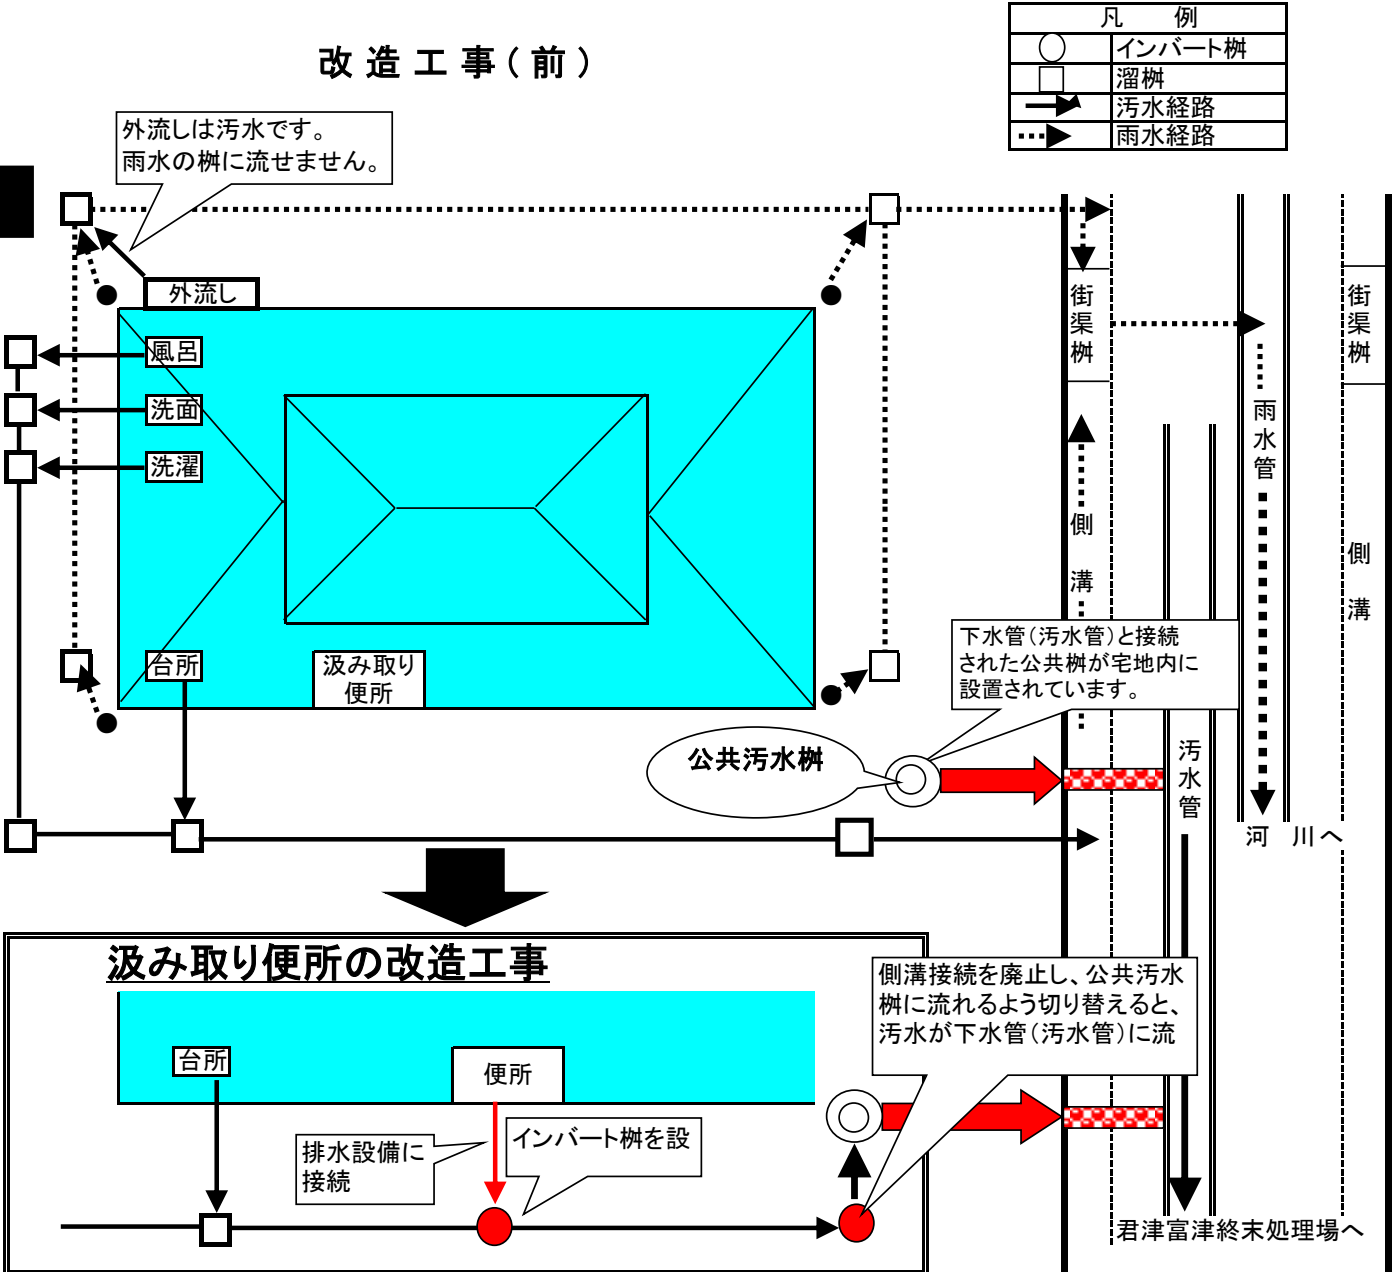 改 造 工 事 ( 前 )
凡 例
インバート桝
溜桝
汚水経路
雨水経路
外流しは汚水です。
雨水の桝に流せません。
外流し
風呂
洗面
洗濯
台所
汲み取り
便所
街渠桝
側溝
雨水管
河 川 へ
街渠桝
側溝
下水管(汚水管)と接続
された公共桝が宅地内に
設置されています。
公共汚水桝
汚水管
汲み取り便所の改造工事
側溝接続を廃止し、公共汚水
桝に流れるよう切り替えると、
汚水が下水管(汚水管)に流
台所
便所
排水設備に
接続
インバート桝を設
君津富津終末処理場へ